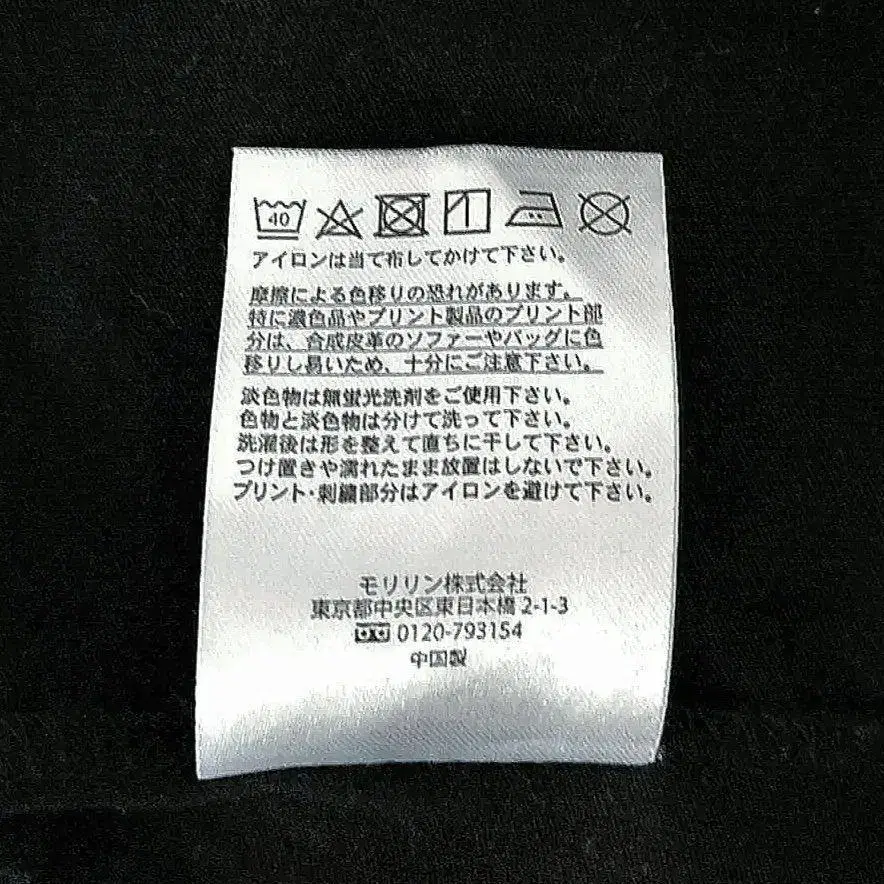 40
アイロンは当て布してかけて下さい。
摩擦による色移りの恐れがあります。
特に濃色品やプリント製品のプリント部
分は、合成皮革のソファーやバッグに色
移りし易いため、十分にご注意下さい。
淡色物は無蛍光洗剤をご使用下さい。
色物と淡色物は分けて洗って下さい。
洗濯後は形を整えて直ちに干して下さい。
つけ置きや濡れたまま放置はしないで下さい。
プリント・刺繍部分はアイロンを避けて下さい。
モリリン株式会社
東京都中央区東日本橋 2-1-3
0120-793154
中国製